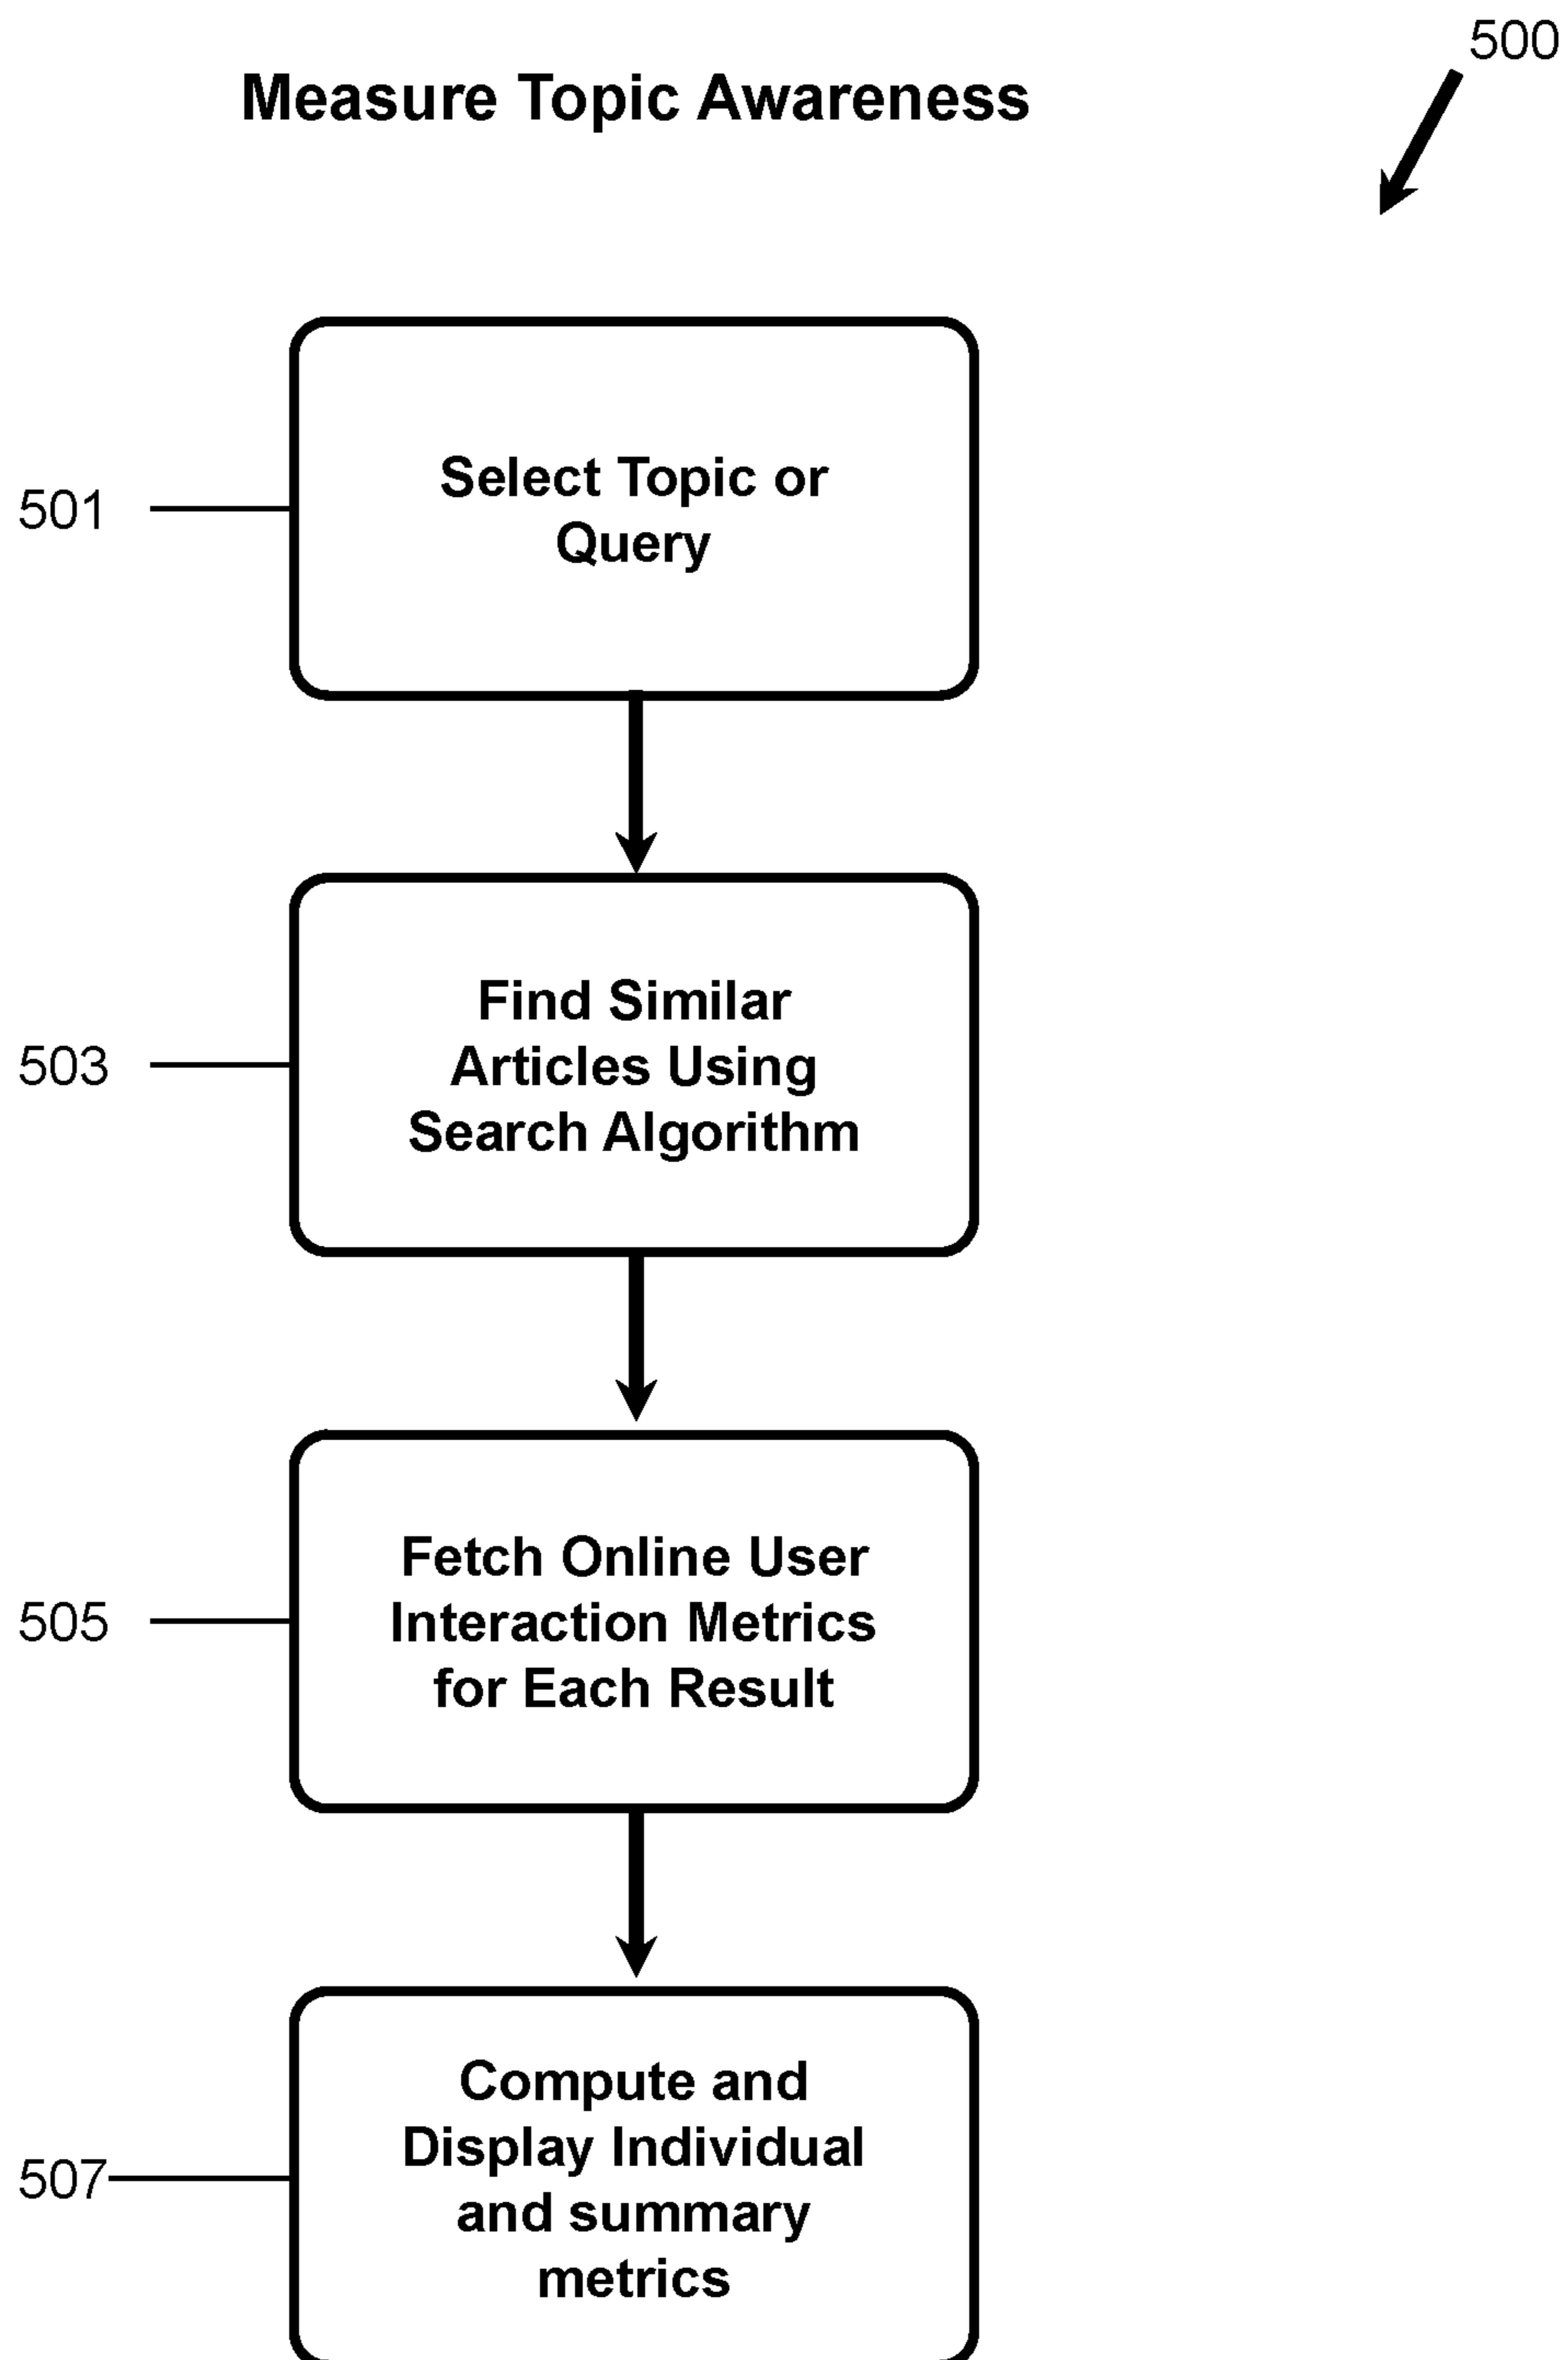 500
Measure Topic Awareness
501
Select Topic or
Query
503
Find Similar
Articles Using
Search Algorithm
505
Fetch Online User
Interaction Metrics
for Each Result
507
Compute and
Display Individual
and summary
metrics